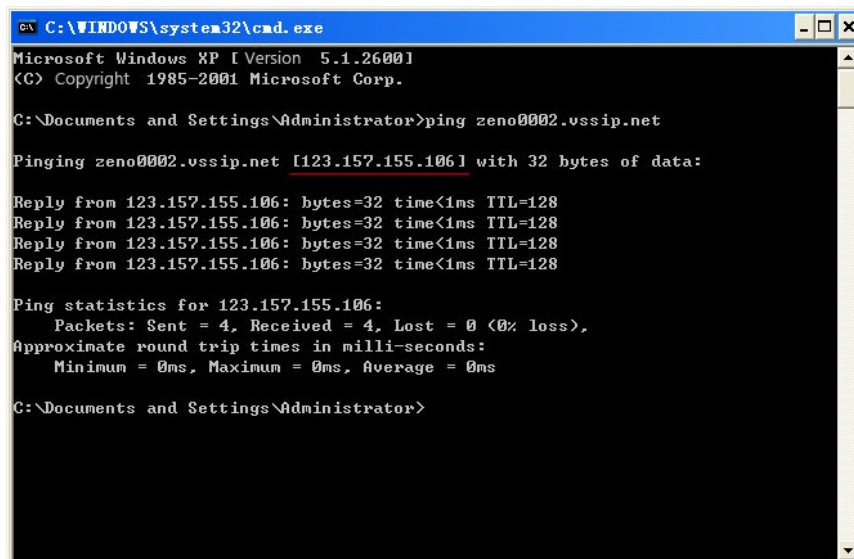 C:\WINDOWS\system32\cmd.exe
Microsoft Windows XP [ Version 5.1.2600]
(C) Copyright 1985-2001 Microsoft Corp.
C:\Documents and Settings\Administrator>ping zeno0002.vssip.net
Pinging zeno0002.vssip.net [123.157.155.106] with 32 bytes of data:
Reply from 123.157.155.106: bytes=32 time<1ms TTL=128
Reply from 123.157.155.106: bytes=32 time<1ms TTL=128
Reply from 123.157.155.106: bytes=32 time<1ms TTL=128
Reply from 123.157.155.106: bytes=32 time<1ms TTL=128
Ping statistics for 123.157.155.106:
Packets: Sent = 4, Received = 4, Lost = 0 (0% loss),
Approximate round trip times in milli-seconds:
Minimum = 0ms, Maximum = 0ms, Average = 0ms
C:\Documents and Settings\Administrator>